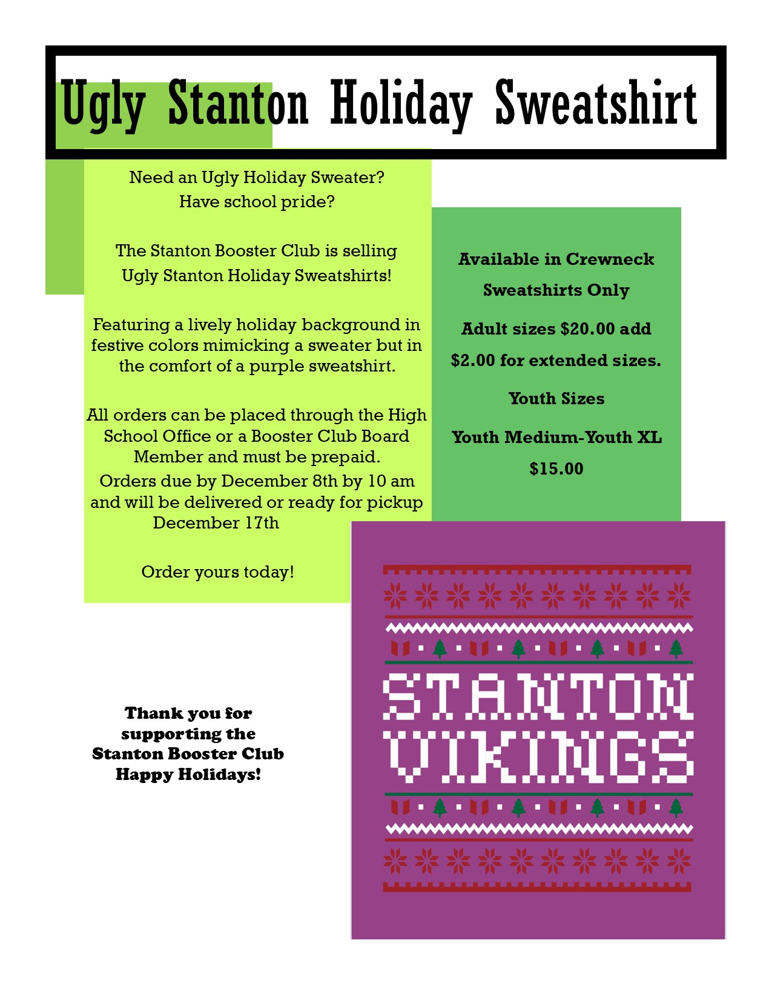 Ugly Stanton Holiday Sweatshirt
Need an Ugly Holiday Sweater?
Have school pride?
The Stanton Booster Club is selling
Ugly Stanton Holiday Sweatshirts!
Featuring a lively holiday background in
festive colors mimicking a sweater but in
the comfort of a purple sweatshirt.
All orders can be placed through the High
School Office or a Booster Club Board
Member and must be prepaid.
Orders due by December 8th by 10 am
and will be delivered or ready for pickup
December 17th
Order yours today!
Available in Crewneck
Sweatshirts Only
Adult sizes $20.00 add
$2.00 for extended sizes.
Youth Sizes
Youth Medium-Youth XL
$15.00
STANTON
VIKINGS
Thank you for
supporting the
Stanton Booster Club
Happy Holidays!